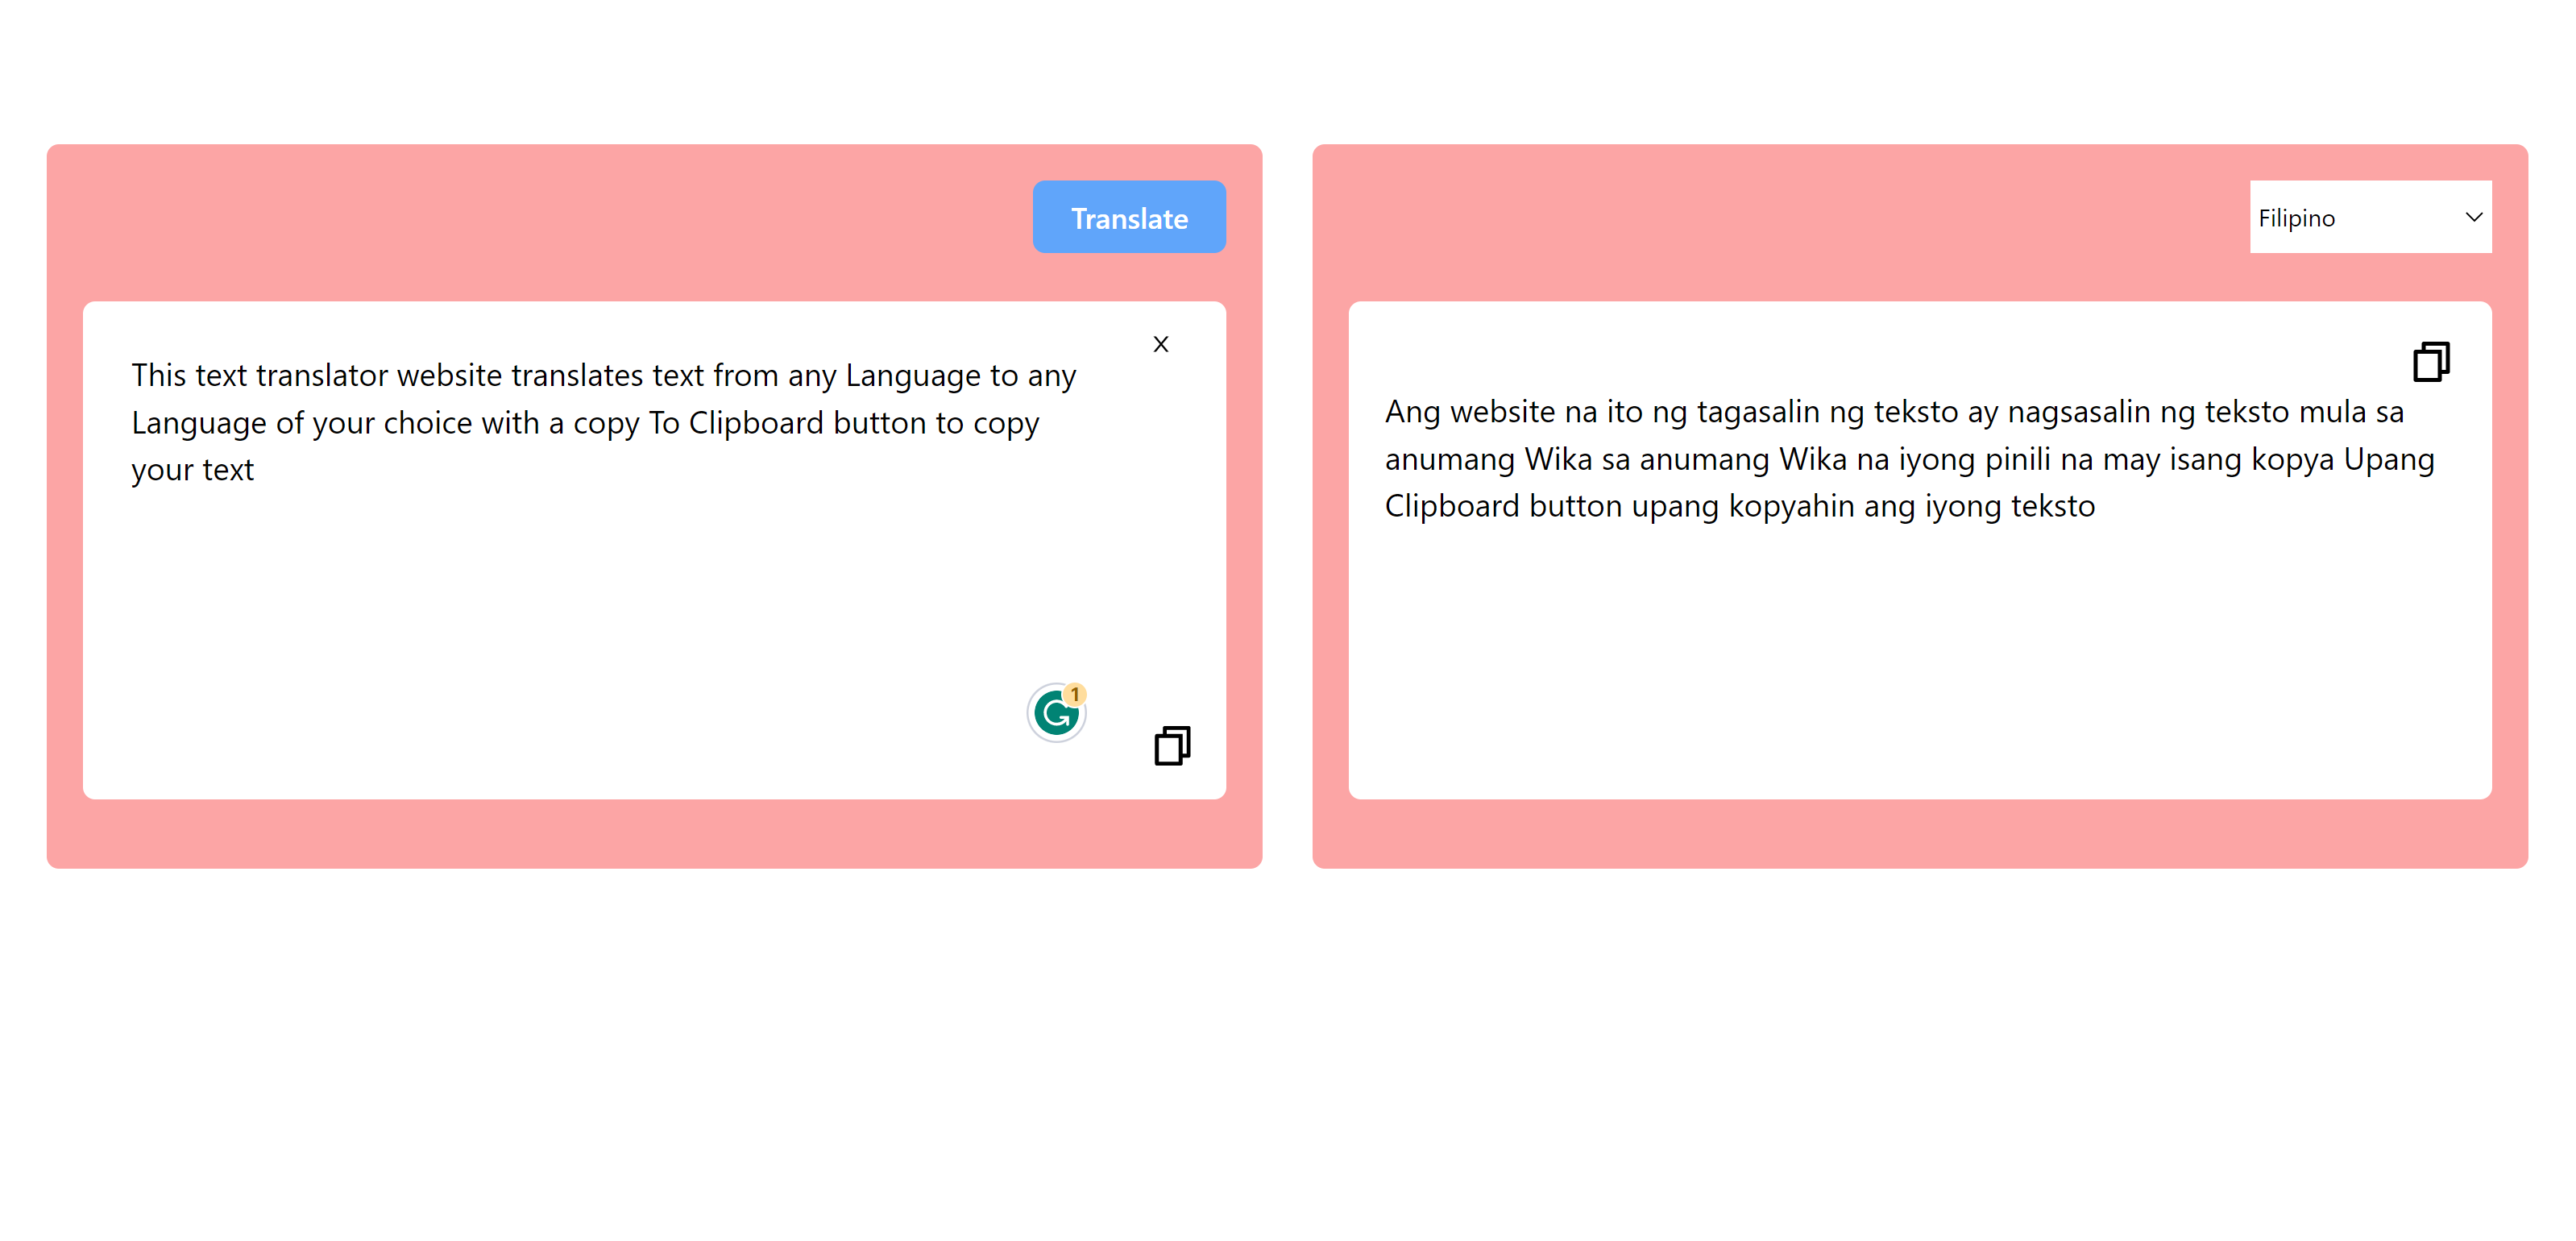 Translate
Filipino
X
This text translator website translates text from any Language to any
Language of your choice with a copy To Clipboard button to copy
your text
1
Ang website na ito ng tagasalin ng teksto ay nagsasalin ng teksto mula sa
anumang Wika sa anumang Wika na iyong pinili na may isang kopya Upang
Clipboard button upang kopyahin ang iyong teksto